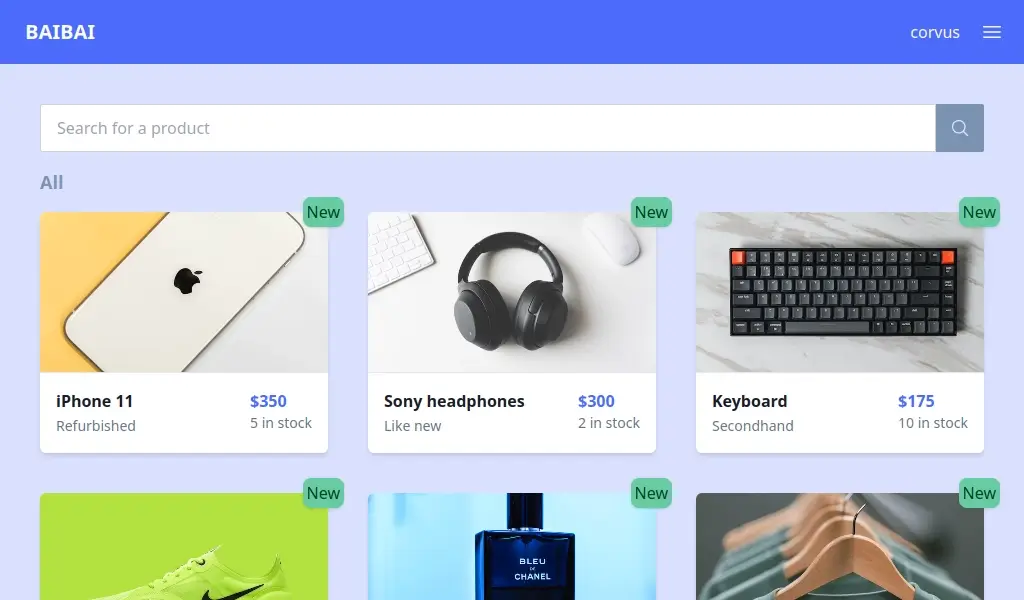 BAIBAI
corvus
Search for a product
All
New
New
New
iPhone 11
$350
Refurbished
5 in stock
Sony headphones
$300
Like new
2 in stock
Keyboard
$175
Secondhand
10 in stock
New
New
New
BLEU
DE
CHANEL